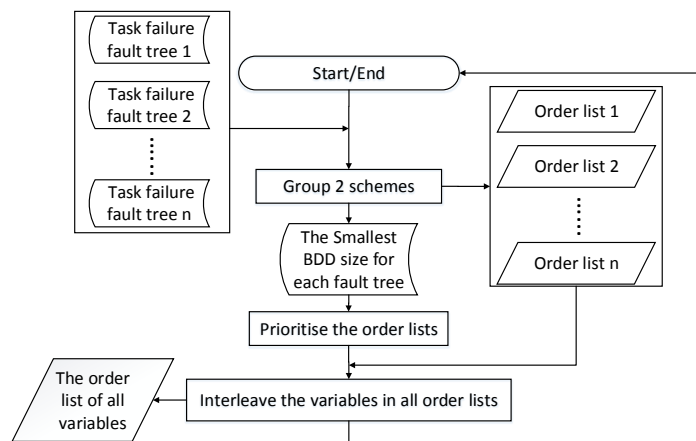 Task failure
fault tree 1
Task failure
fault tree 2
Task failure
fault tree n
Start/End
Order list 1
Order list 2
Order list n
Group 2 schemes
The Smallest
BDD size for
each fault tree
Prioritise the order lists
Interleave the variables in all order lists
The order
list of all
variables